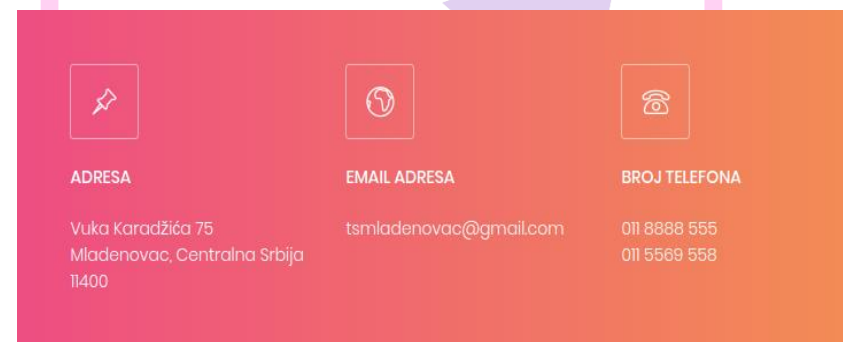 ADRESA
Vuka Karadžića 75
Mladenovac, Centralna Srbija
11400
EMAIL ADRESA
tsmladenovac@gmail.com
BROJ TELEFONA
011 8888 555
011 5569 558